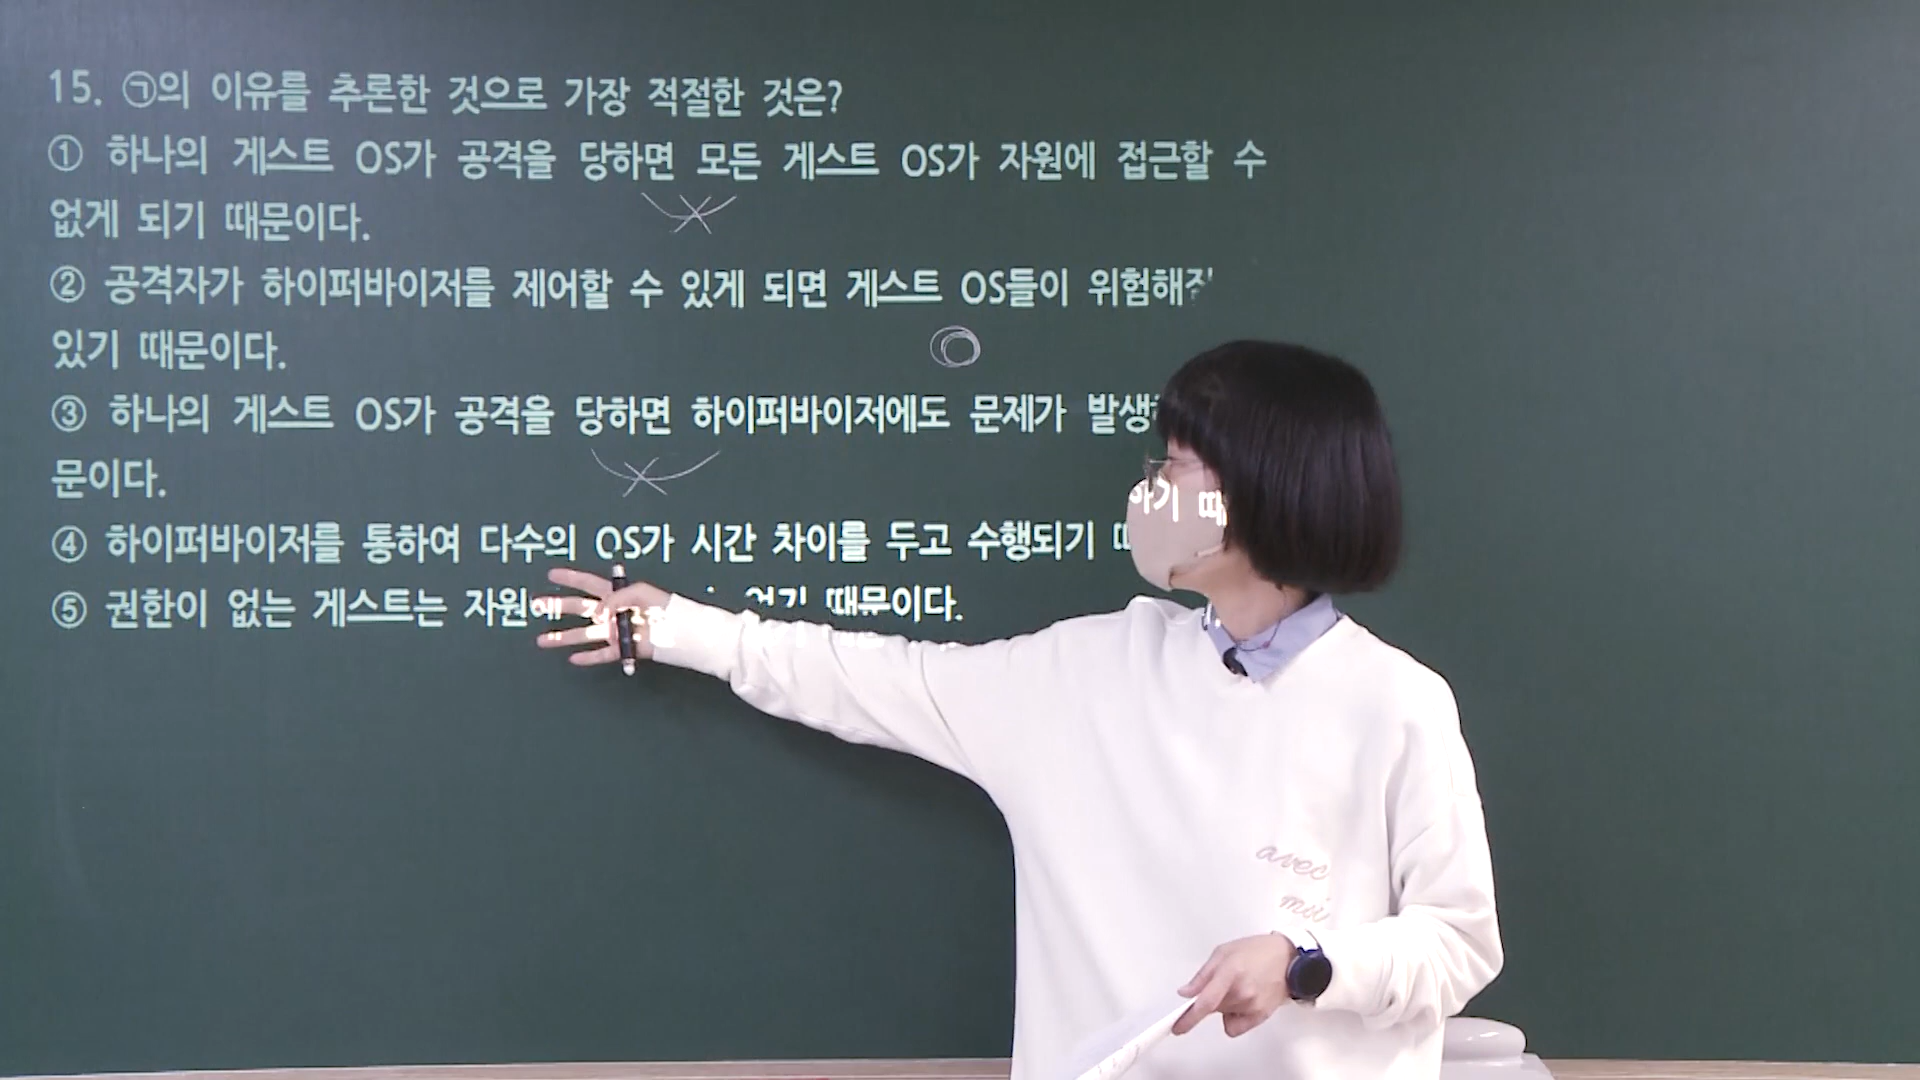 15. ㉠의 이유를 추론한 것으로 가장 적절한 것은?
① 하나의 게스트 OS가 공격을 당하면 모든 게스트 OS가 자원에 접근할 수
없게 되기 때문이다.
② 공격자가 하이퍼바이저를 제어할 수 있게 되면 게스트 OS들이
있기 때문이다.
③ 하나의 게스트 OS가 공격을 당하면 하이퍼바이저에도 문제가
문이다.
④ 하이퍼바이저를 통하여 다수의 OS가 시간 차이를 두고 수행되기
⑤ 권한이 없는 게스트는 자원에 때문이다.
avec
moi